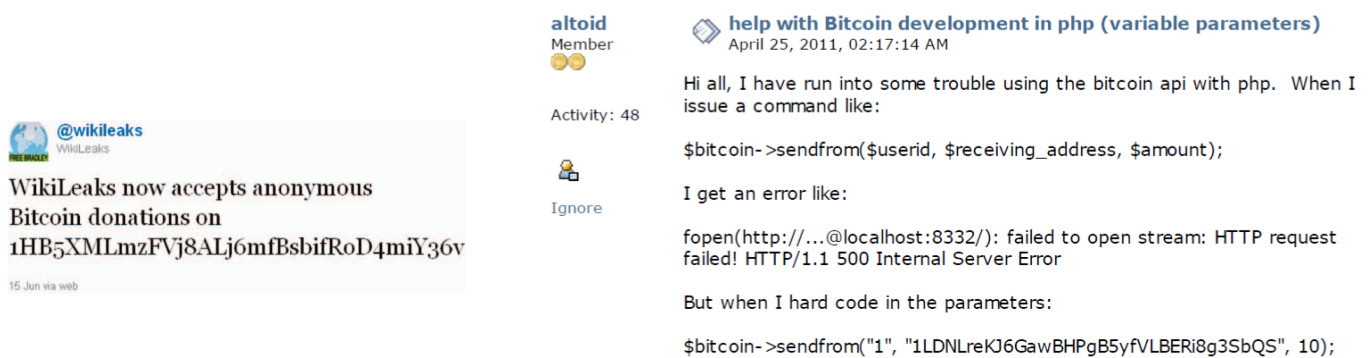 @wikileaks
WikiLeaks
FREE BRADLEY
WikiLeaks now accepts anonymous
Bitcoin donations on
1HB5XMLmzFVj8ALj6mfBsbifRoD4miY36v
15 Jun via web
altoid
Member
Activity: 48
Ignore
help with Bitcoin development in php (variable parameters)
April 25, 2011, 02:17:14 AM
Hi all, I have run into some trouble using the bitcoin api with php.  When I
issue a command like:
$bitcoin->sendfrom($userid, $receiving_address, $amount);
I get an error like:
fopen(http://...@localhost:8332/): failed to open stream: HTTP request
failed! HTTP/1.1 500 Internal Server Error
But when I hard code in the parameters:
$bitcoin->sendfrom("1", "1LDNLreKJ6GawBHPgB5yfVLBERi8g3SbQS", 10);